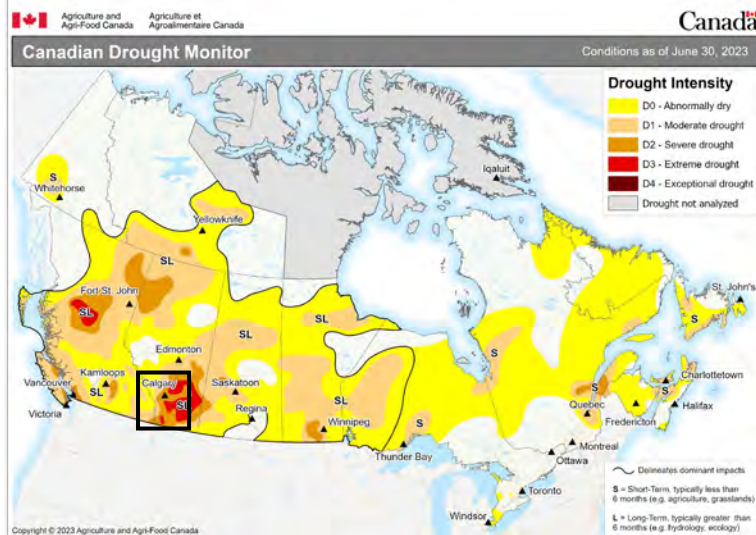 Agriculture and
Agri-Food Canada
Agriculture et
Agroalimentaire Canada
Canada
Canadian Drought Monitor
Conditions as of June 30, 2023
Drought Intensity
D0 - Abnormally dry
D1 - Moderate drought
D2 - Severe drought
D3 - Extreme drought
D4 - Exceptional drought
Drought not analyzed
Iqaluit
S
Whitehorse
Yellowknife
SL
Fort St. John
SL
SL
SL
St. John's
S
S
Edmonton
Kamloops
Calgary
Saskatoon
Vancouver
SL
SL
SL
S
Charlottetown
S
Victoria
Regina
Winnipeg
S
Quebec
Halifax
Fredericton
Thunder Bay
Montreal
Ottawa
Toronto
Windsor
Delineates dominant impacts
S = Short-Term, typically less than
6 months (e.g. agriculture, grasslands)
L = Long-Term, typically greater than
6 months (e.g. hydrology, ecology)
Copyright © 2023 Agriculture and Agri-Food Canada